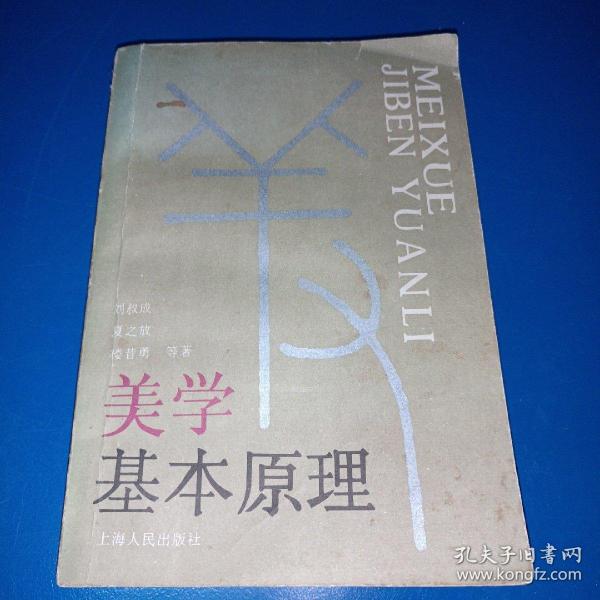 MEIXUE
JIBEN YUANLI
刘叔成
夏之放
楼昔勇 等著
美学
基本原理
上海人民出版社
孔夫子旧书网
www.kongfz.com